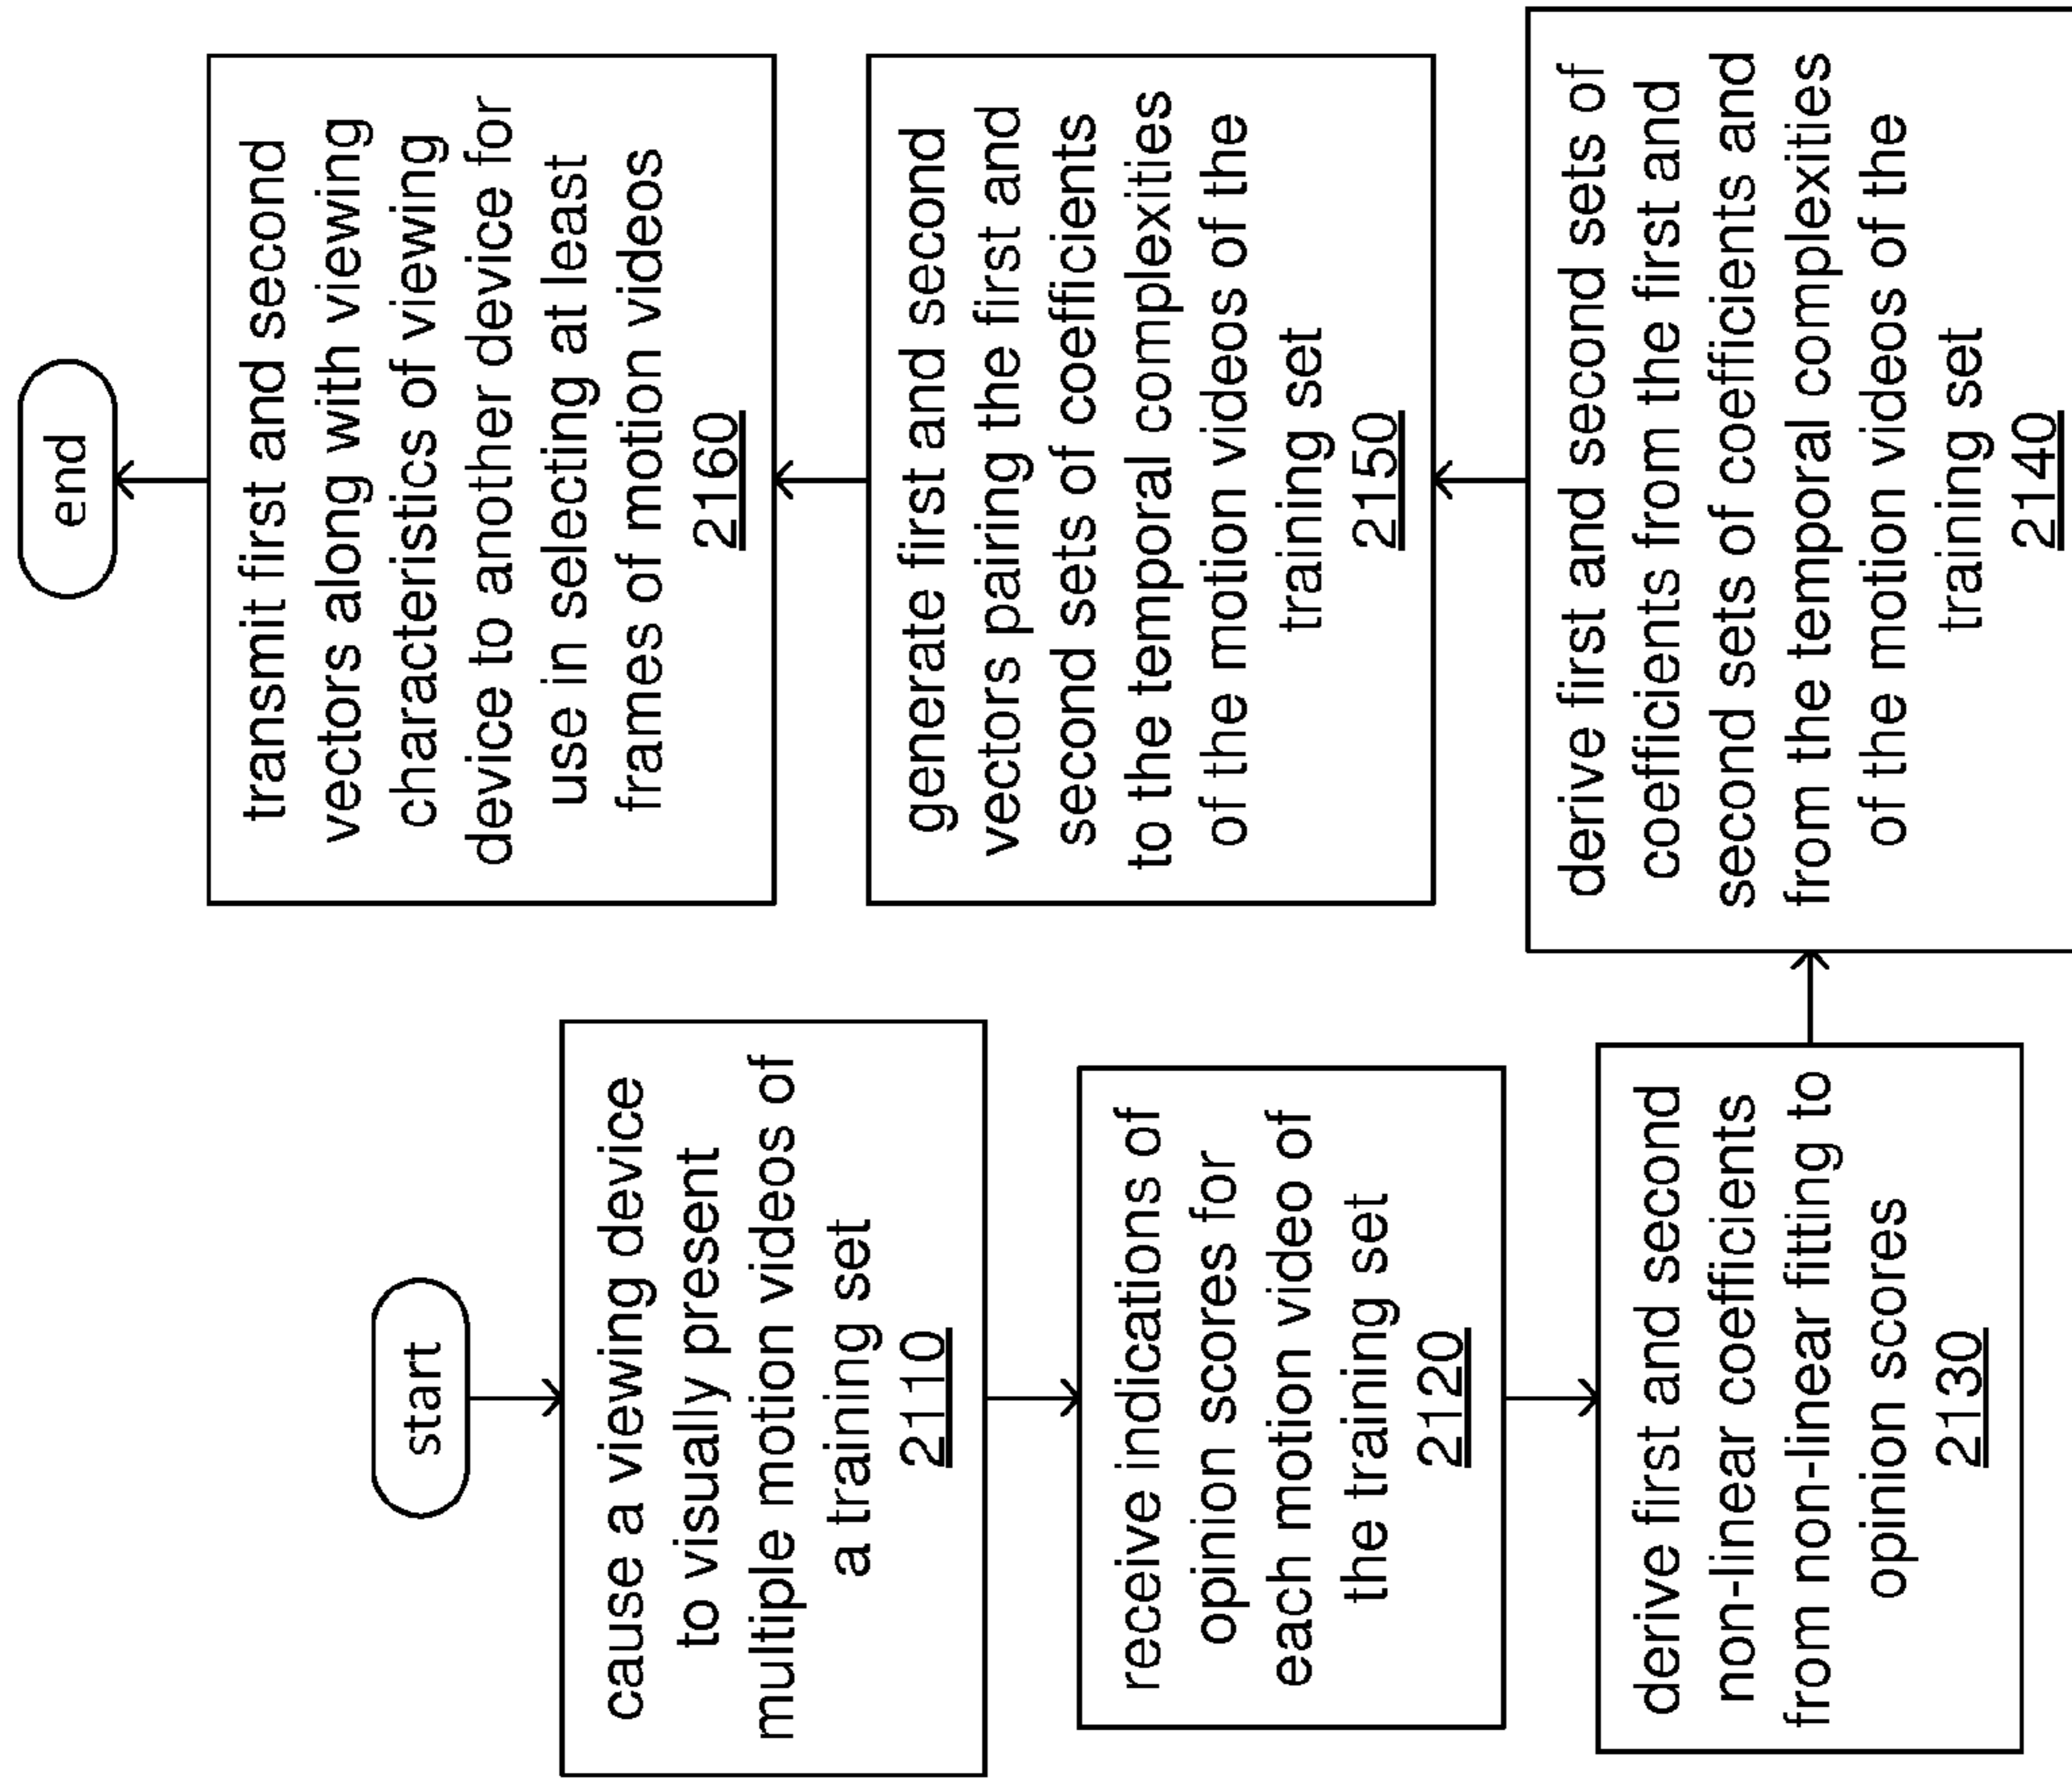 start
cause a viewing device
to visually present
multiple motion videos of
a training set
2110
receive indications of
opinion scores for
each motion video of
the training set
2120
derive first and second
non-linear coefficients
from non-linear fitting to
opinion scores
2130
derive first and second sets of
coefficients from the first and
second sets of coefficients and
from the temporal complexities
of the motion videos of the
training set
2140
generate first and second
vectors pairing the first and
second sets of coefficients
to the temporal complexities
of the motion videos of the
training set
2150
transmit first and second
vectors along with viewing
characteristics of viewing
device to another device for
use in selecting at least
frames of motion videos
2160
end